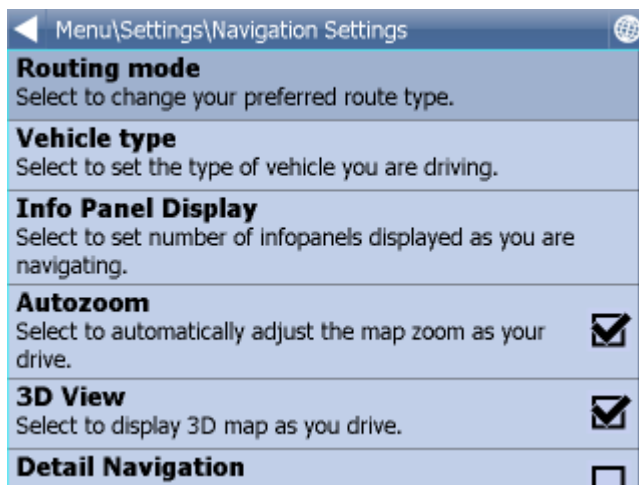 Menu\Settings\Navigation Settings
Routing mode
Select to change your preferred route type.
Vehicle type
Select to set the type of vehicle you are driving.
Info Panel Display
Select to set number of infopanels displayed as you are
navigating.
Autozoom
Select to automatically adjust the map zoom as your
drive.
3D View
Select to display 3D map as you drive.
Detail Navigation